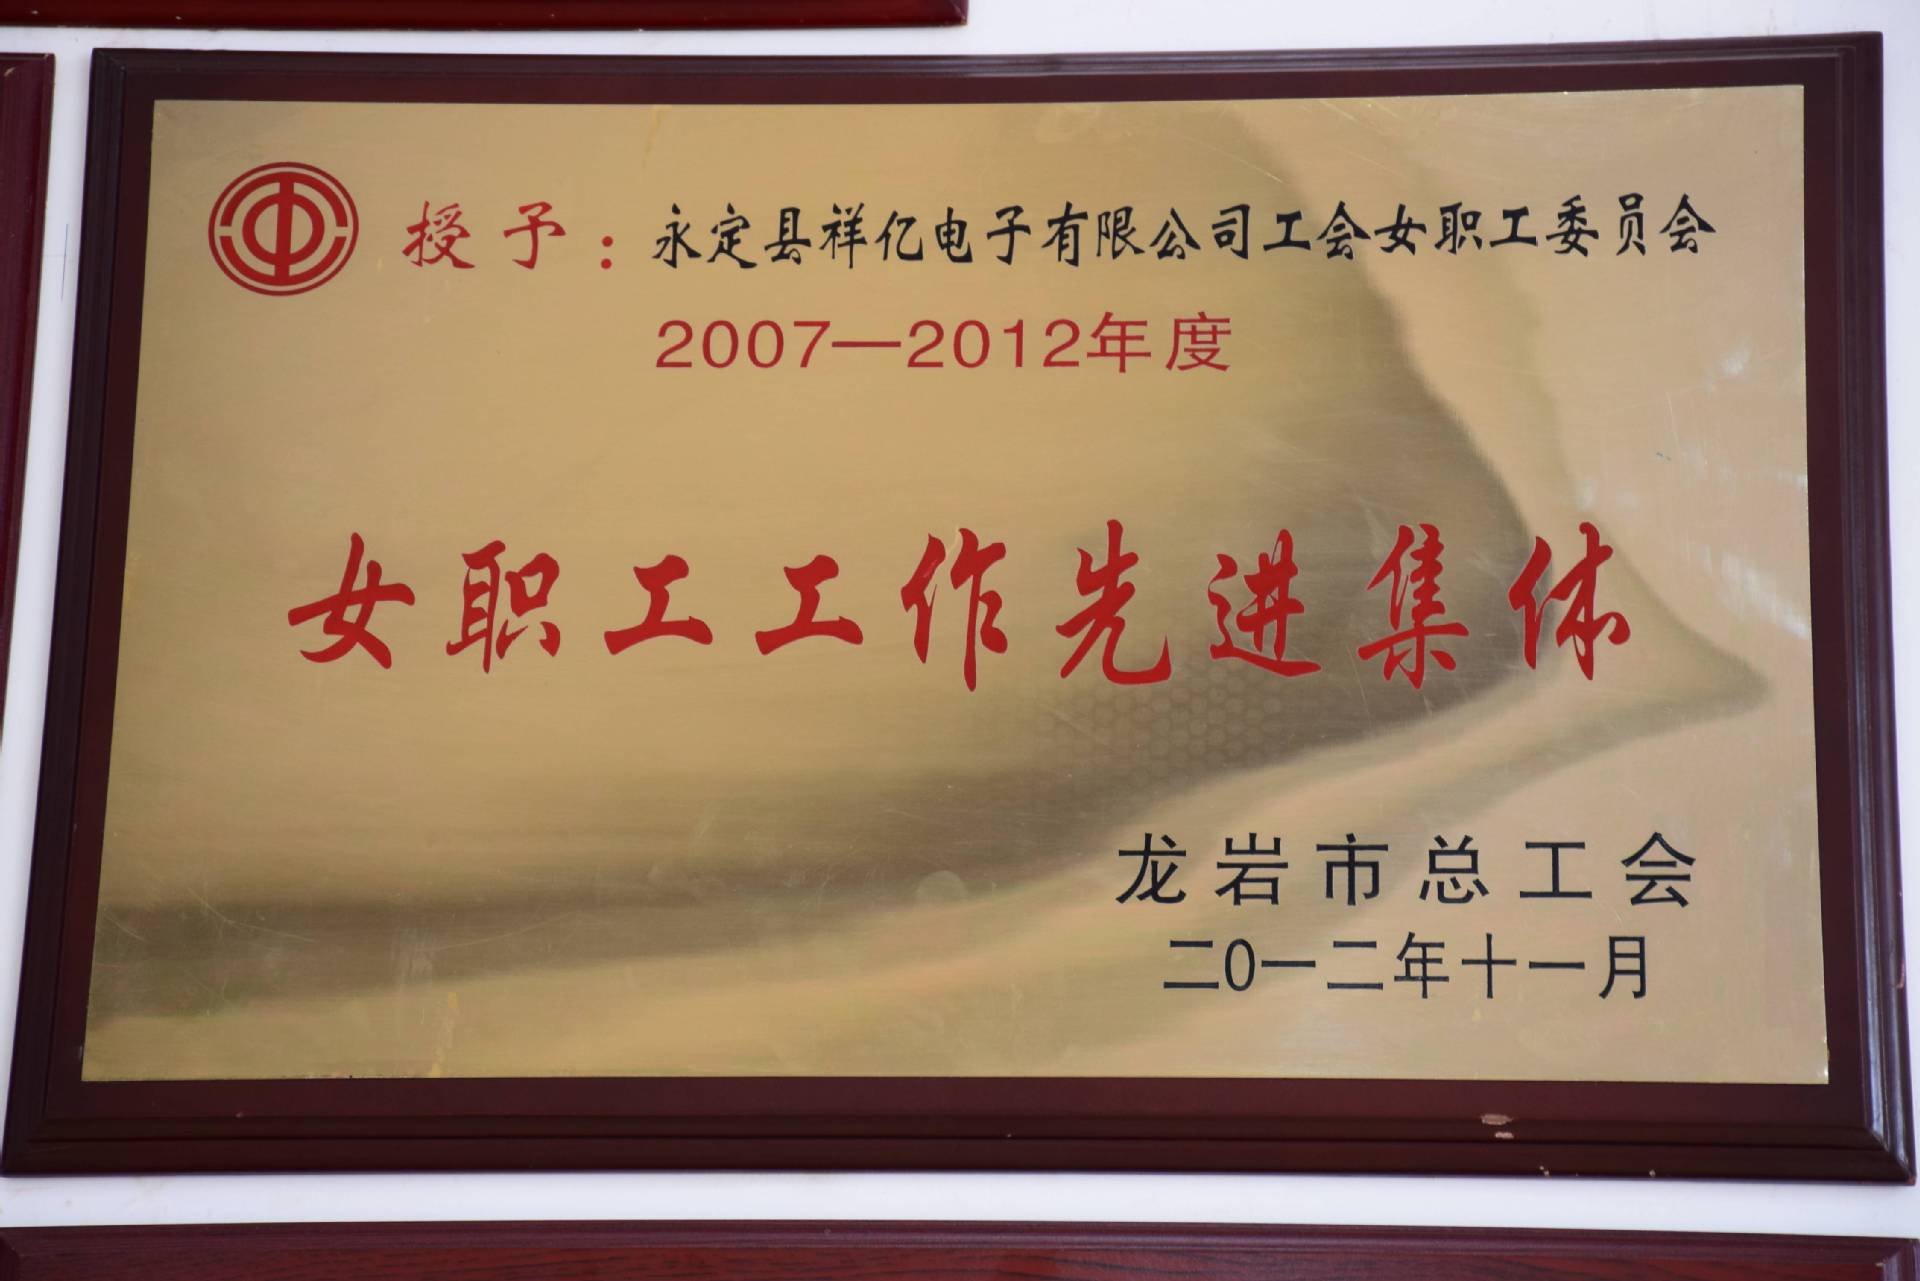 授予：永定县祥亿电子有限公司工会女职工委员会
2007—2012年度
女职工工作先进集体
龙岩市总工会
二0一二年十一月